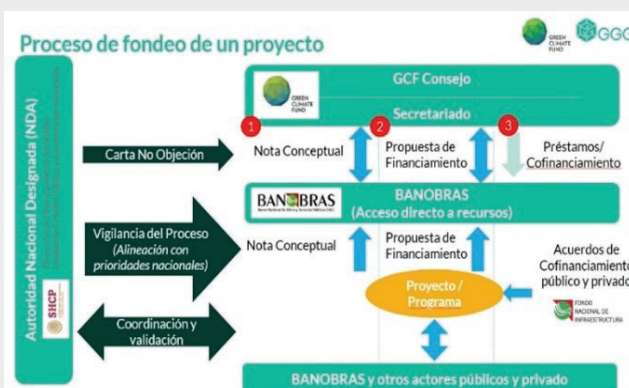 Proceso de fondeo de un proyecto
GREEN
CLIMATE
FUND
GGG
Autoridad Nacional Designada (NDA)
SHCP
GREEN
CLIMATE
FUND
GCF Consejo
Secretariado
1
2
3
Carta No Objeción
Nota Conceptual
Propuesta de
Financiamiento
Préstamos/
Cofinanciamiento
BANOBRAS
BANOBRAS
(Acceso directo a recursos)
Vigilancia del Proceso
(Alineación con
prioridades nacionales)
Nota Conceptual
Propuesta de
Financiamiento
Acuerdos de
Cofinanciamiento
público y privado
Proyecto /
Programa
FONDO
NACIONAL DE
INFRAESTRUCTURA
Coordinación y
validación
BANOBRAS y otros actores públicos y privado